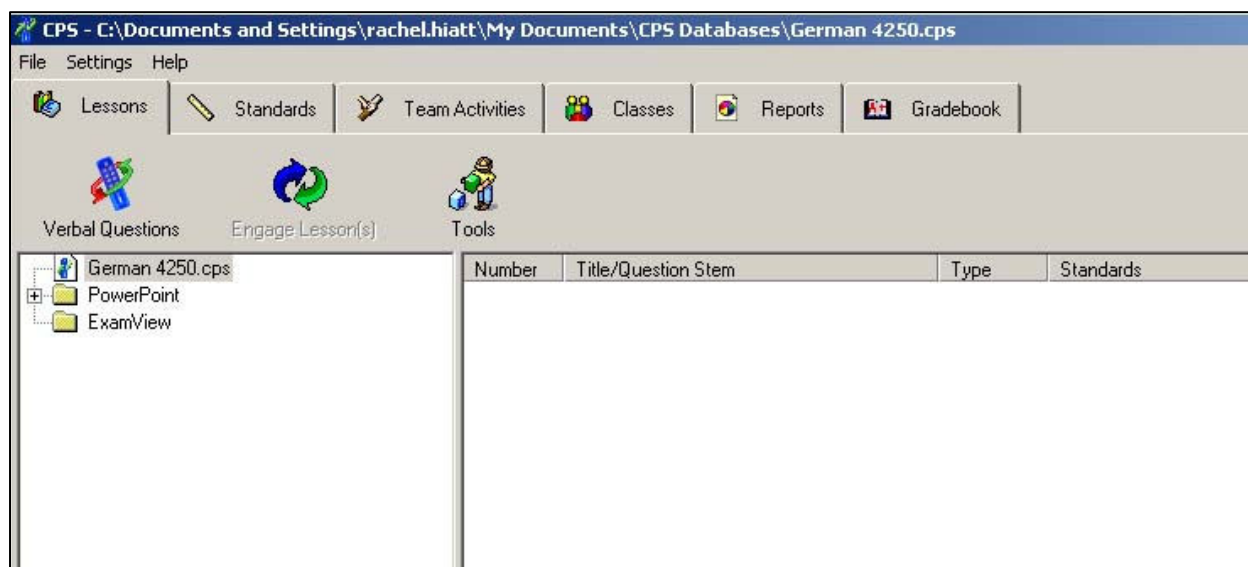 CPS - C:\Documents and Settings\rachel.hiatt\My Documents\CPS Databases\German 4250.cps
File Settings Help
Lessons Standards Team Activities Classes Reports Gradebook
Verbal Questions Engage Lesson(s) Tools
German 4250.cps
PowerPoint
ExamView
Number Title/Question Stem Type Standards